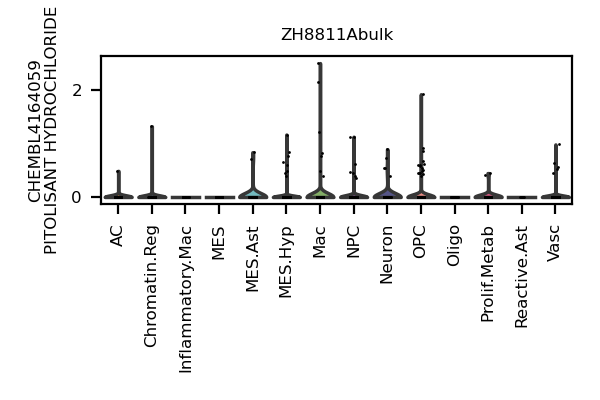 ZH8811Abulk
CHEMBL4164059
PITOLISANT HYDROCHLORIDE
2
0
AC
Chromatin.Reg
Inflammatory.Mac
MES
MES.Ast
MES.Hyp
Mac
NPC
Neuron
OPC
Oligo
Prolif.Metab
Reactive.Ast
Vasc